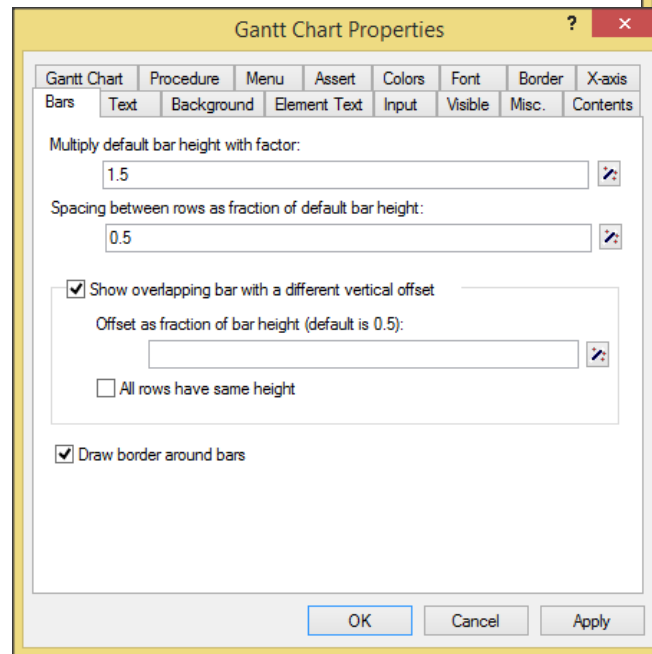 Gantt Chart Properties ? ×
Gantt Chart Procedure Menu Assert Colors Font Border X-axis
Bars Text Background Element Text Input Visible Misc. Contents
Multiply default bar height with factor:
1.5
Spacing between rows as fraction of default bar height:
0.5
Show overlapping bar with a different vertical offset
Offset as fraction of bar height (default is 0.5):
All rows have same height
Draw border around bars
OK Cancel Apply